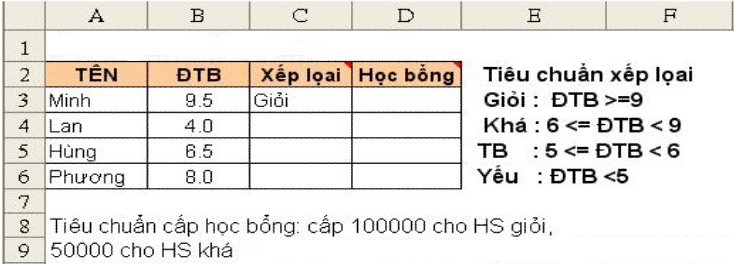 A B C D E F
1
2 TÊN ĐTB Xếp lọai Học bổng Tiêu chuẩn xếp lọai
3 Minh 9.5 Giỏi Giỏi : ĐTB >=9
4 Lan 4.0 Khá : 6 <= ĐTB < 9
5 Hùng 6.5 TB : 5 <= ĐTB < 6
6 Phương 8.0 Yếu : ĐTB <5
7
8 Tiêu chuẩn cấp học bổng: cấp 100000 cho HS giỏi,
9 50000 cho HS khá